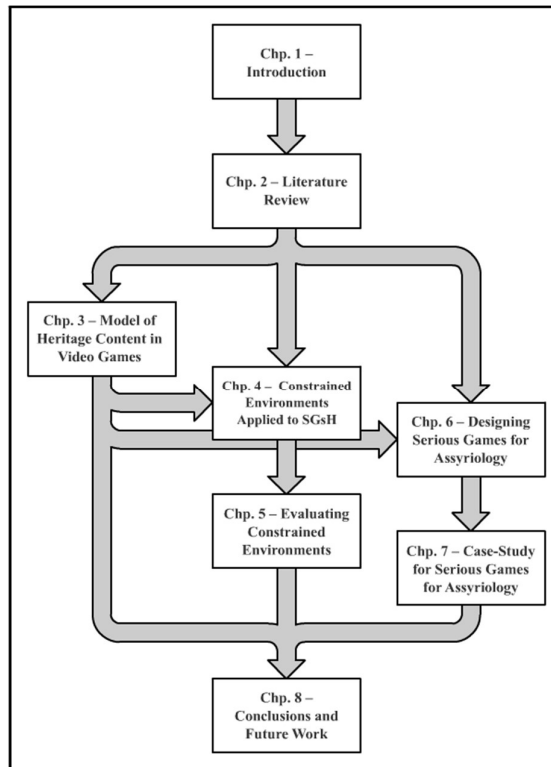 Chp. 1 –
Introduction
Chp. 2 – Literature
Review
Chp. 3 – Model of
Heritage Content in
Video Games
Chp. 4 – Constrained
Environments
Applied to SGsH
Chp. 6 – Designing
Serious Games for
Assyriology
Chp. 5 – Evaluating
Constrained
Environments
Chp. 7 – Case-Study
for Serious Games
for Assyriology
Chp. 8 –
Conclusions and
Future Work